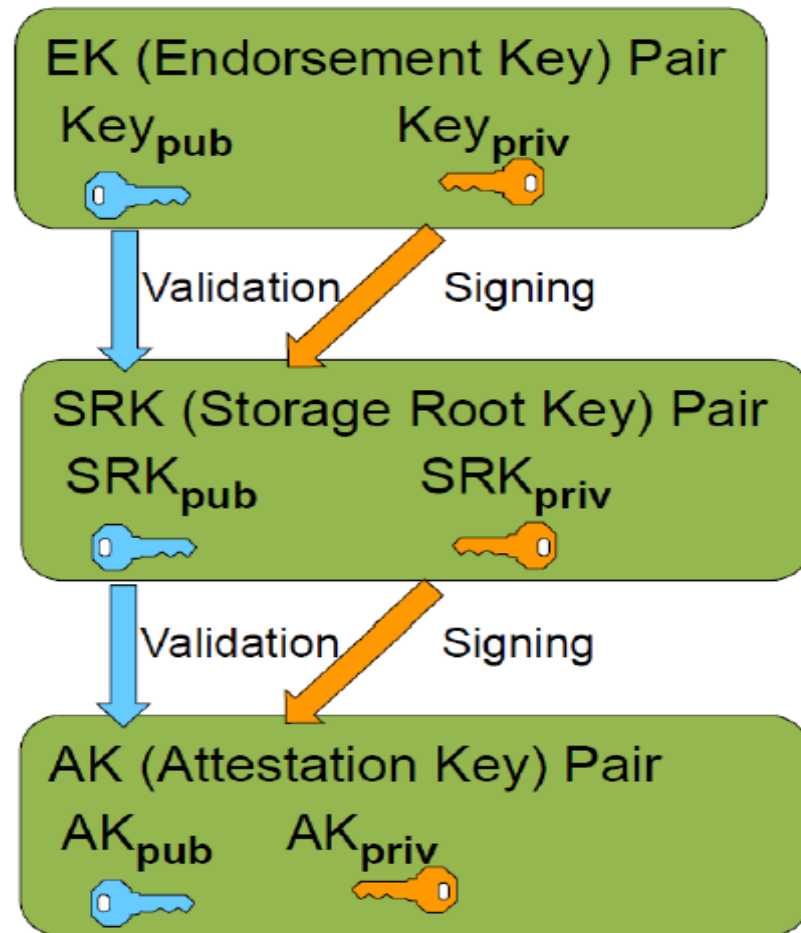 EK (Endorsement Key) Pair
Keypub Keypriv
Validation Signing
SRK (Storage Root Key) Pair
SRKpub SRKpriv
Validation Signing
AK (Attestation Key) Pair
AKpub AKpriv